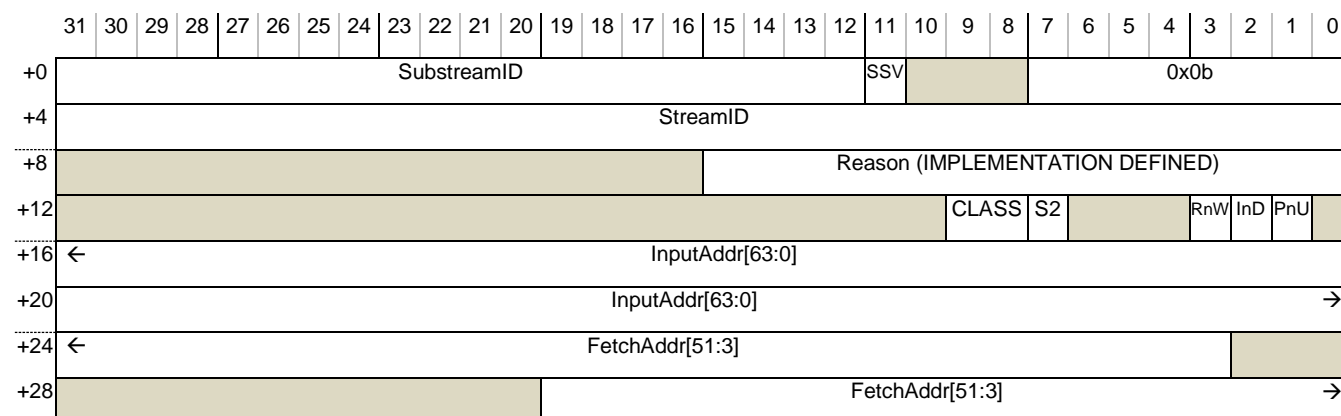 31 30 29 28 27 26 25 24 23 22 21 20 19 18 17 16 15 14 13 12 11 10 9 8 7 6 5 4 3 2 1 0
+0 SubstreamID SSV 0x0b
+4 StreamID
+8 Reason (IMPLEMENTATION DEFINED)
+12 CLASS S2 RnW InD PnU
+16 ← InputAddr[63:0]
+20 InputAddr[63:0] →
+24 ← FetchAddr[51:3]
+28 FetchAddr[51:3] →